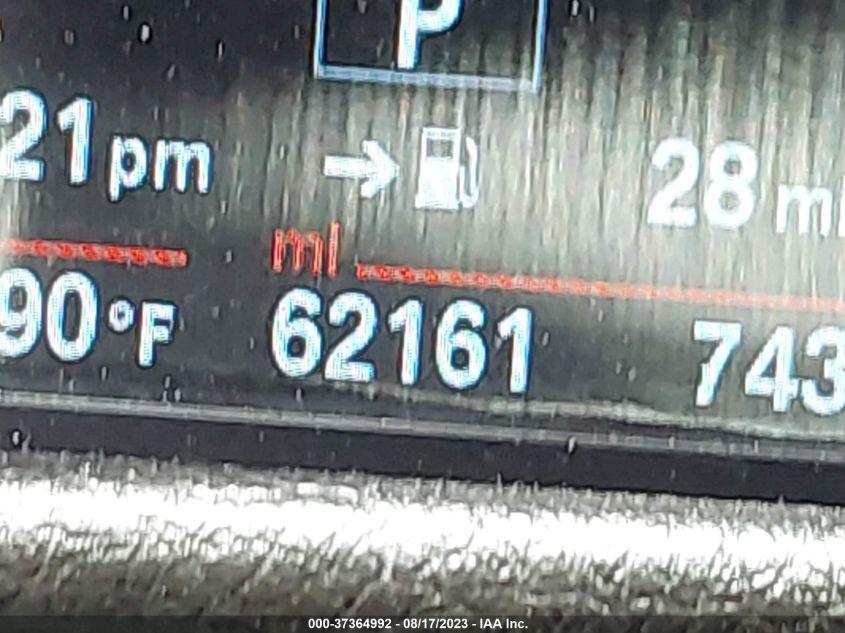 P
21 pm → 28 mi
mi
90 °F 62161 743
000-37364992 - 08/17/2023 - IAA Inc.